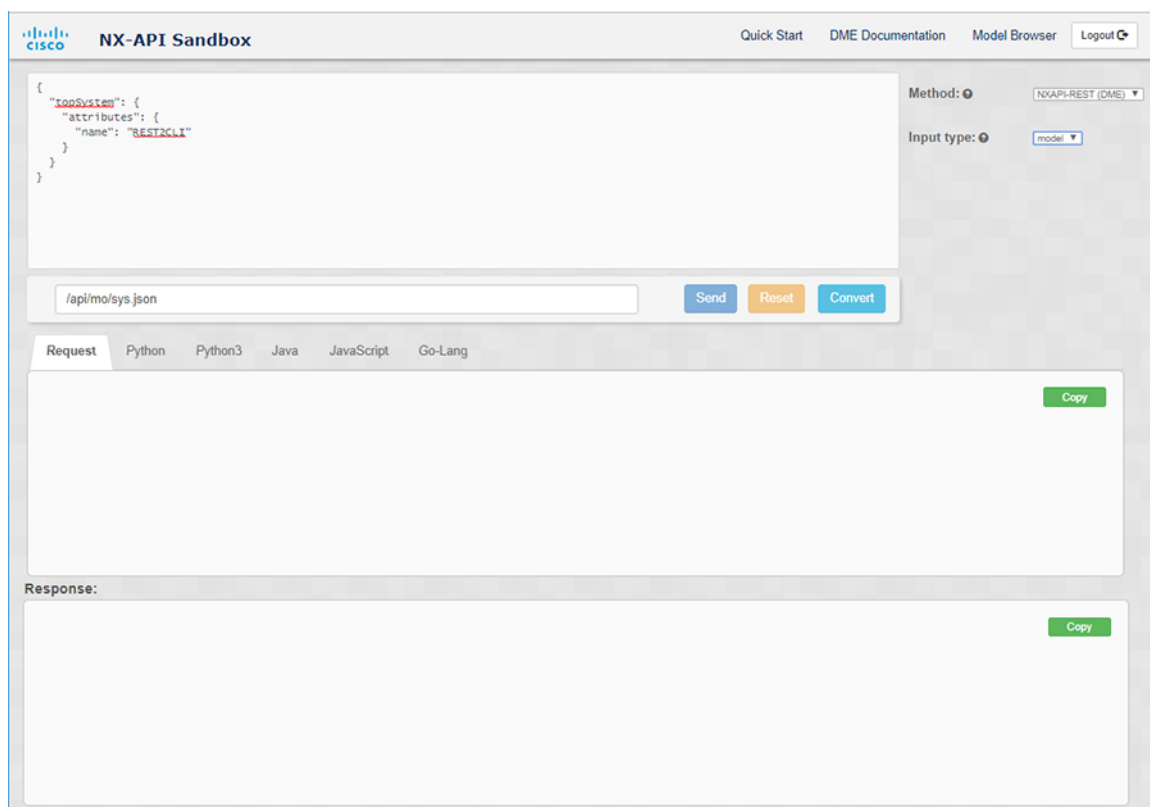 CISCO
NX-API Sandbox
Quick Start
DME Documentation
Model Browser
Logout
{
  "topSystem": {
    "attributes": {
      "name": "REST2CLI"
    }
  }
}
Method:
NXAPI-REST (DME)
Input type:
model
/api/mo/sys.json
Send
Reset
Convert
Request
Python
Python3
Java
JavaScript
Go-Lang
Copy
Response:
Copy